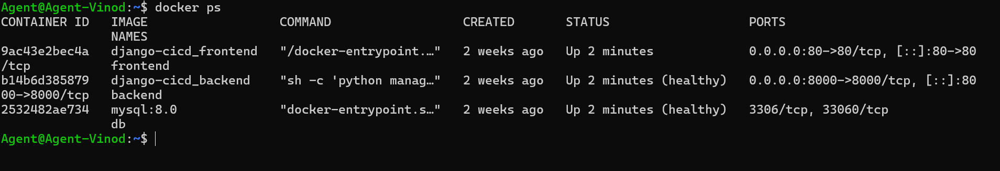 Agent@Agent-Vinod:~$ docker ps
CONTAINER ID   IMAGE                  COMMAND                  CREATED       STATUS                   PORTS
               NAMES
9ac43e2bec4a   django-cicd_frontend   "/docker-entrypoint.…"   2 weeks ago   Up 2 minutes             0.0.0.0:80->80/tcp, [::]:80->80
/tcp           frontend
b14b6d385879   django-cicd_backend    "sh -c 'python manag…"   2 weeks ago   Up 2 minutes (healthy)   0.0.0.0:8000->8000/tcp, [::]:80
00->8000/tcp   backend
2532482ae734   mysql:8.0              "docker-entrypoint.s…"   2 weeks ago   Up 2 minutes (healthy)   3306/tcp, 33060/tcp
               db
Agent@Agent-Vinod:~$